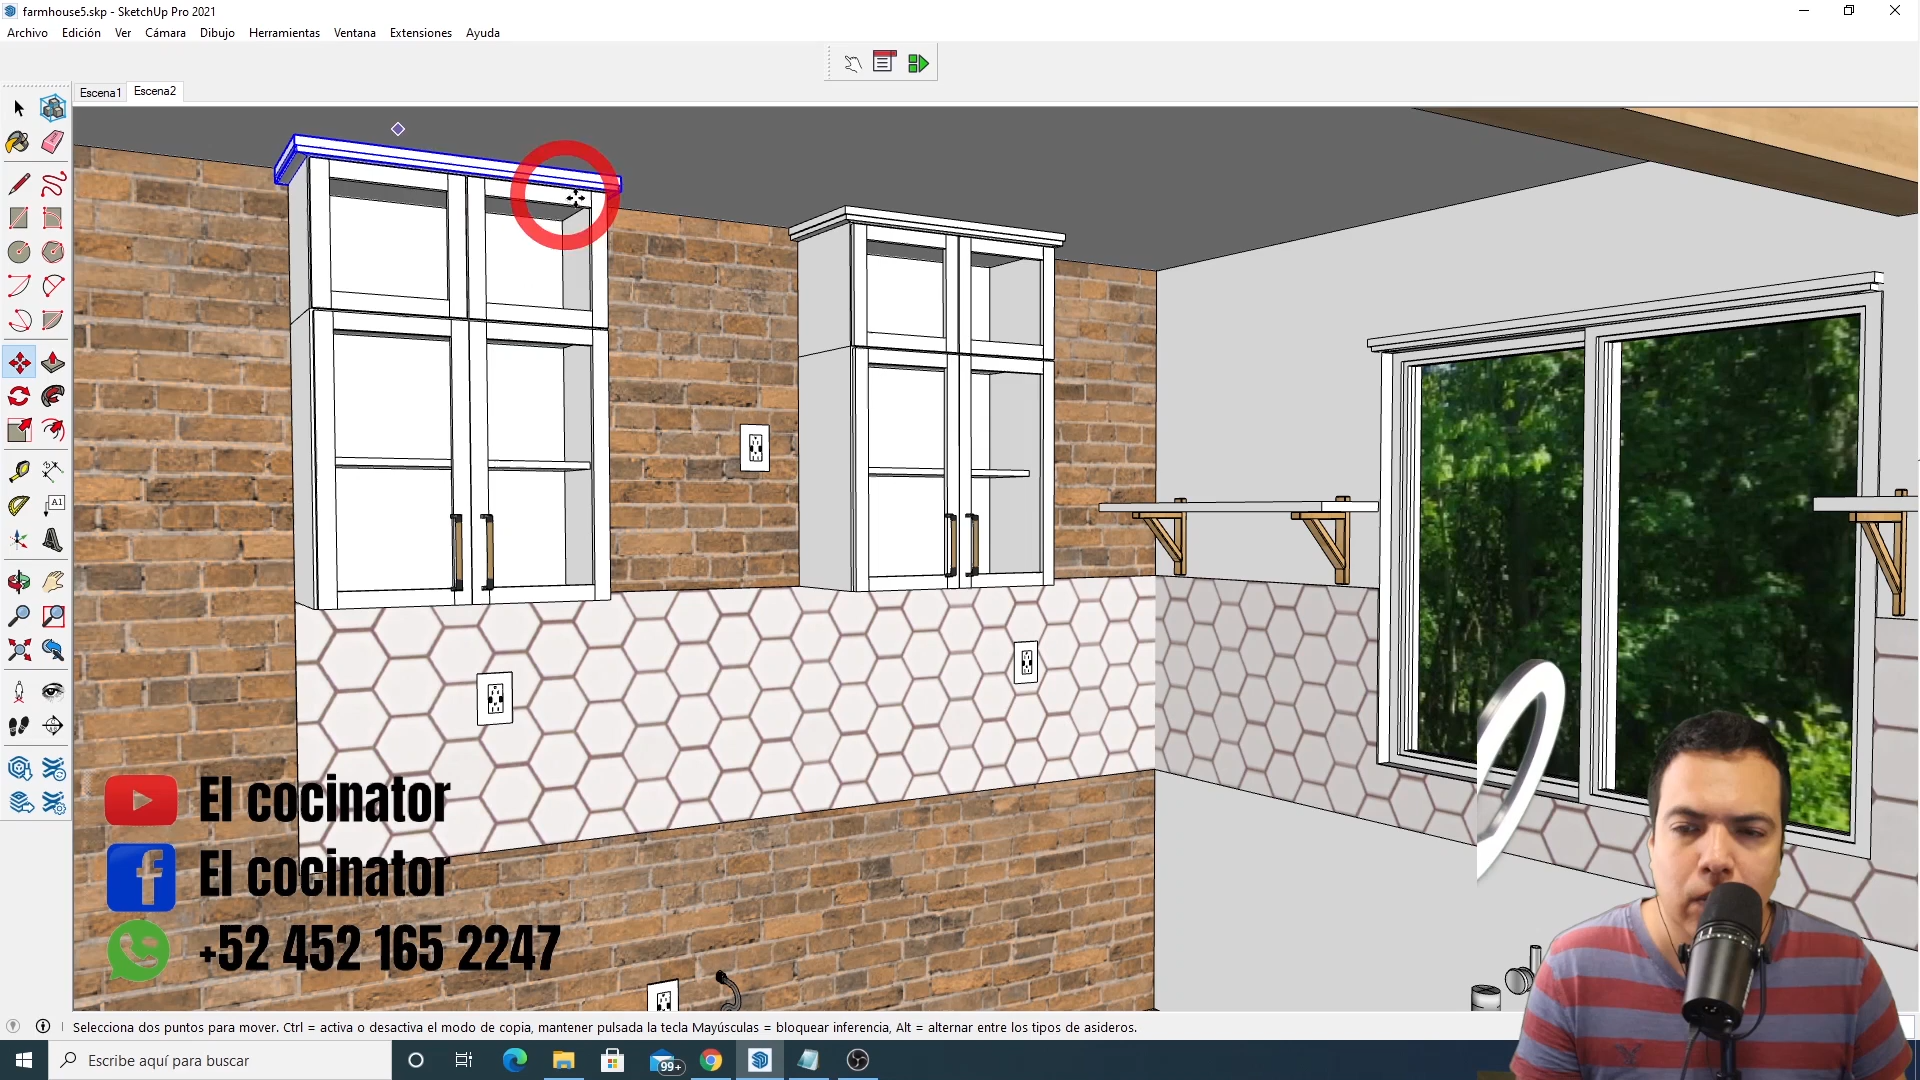 farmhouse5.skp - SketchUp Pro 2021
Archivo Edición Ver Cámara Dibujo Herramientas Ventana Extensiones Ayuda
Escena1 Escena2
A1
El cocinator
El cocinator
+52 452 165 2247
Selecciona dos puntos para mover. Ctrl = activa o desactiva el modo de copia, mantener pulsada la tecla Mayúsculas = bloquear inferencia, Alt = alternar entre los tipos de asideros.
Escribe aquí para buscar
99+